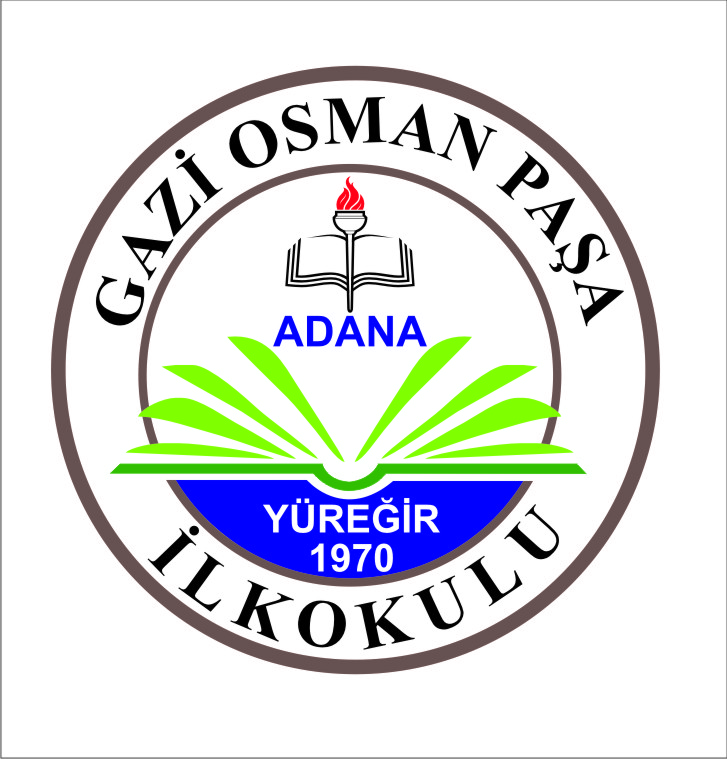 GAZİ OSMAN PAŞA
ADANA
YÜREĞİR
1970
İLKOKULU